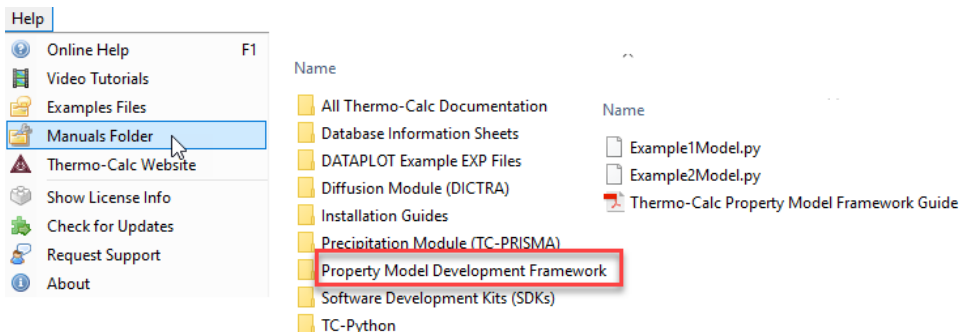 Help
Online Help F1
Video Tutorials
Examples Files
Manuals Folder
Thermo-Calc Website
Show License Info
Check for Updates
Request Support
About
Name
All Thermo-Calc Documentation
Database Information Sheets
DATAPLOT Example EXP Files
Diffusion Module (DICTRA)
Installation Guides
Precipitation Module (TC-PRISMA)
Property Model Development Framework
Software Development Kits (SDKs)
TC-Python
Name
Example1Model.py
Example2Model.py
Thermo-Calc Property Model Framework Guide